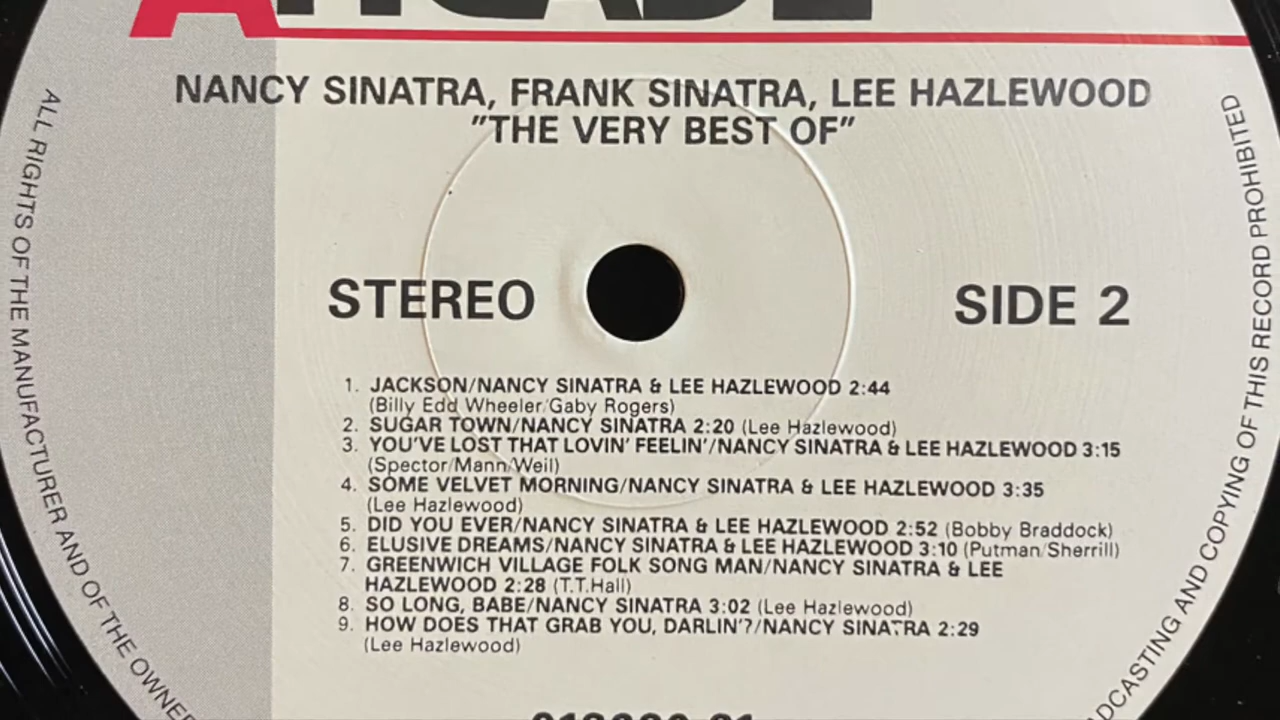 NANCY SINATRA, FRANK SINATRA, LEE HAZLEWOOD
"THE VERY BEST OF"
STEREO
SIDE 2
1. JACKSON/NANCY SINATRA & LEE HAZLEWOOD 2:44
(Billy Edd Wheeler/Gaby Rogers)
2. SUGAR TOWN/NANCY SINATRA 2:20 (Lee Hazlewood)
3. YOU'VE LOST THAT LOVIN' FEELIN'/NANCY SINATRA & LEE HAZLEWOOD 3:15
(Spector/Mann/Weil)
4. SOME VELVET MORNING/NANCY SINATRA & LEE HAZLEWOOD 3:35
(Lee Hazlewood)
5. DID YOU EVER/NANCY SINATRA & LEE HAZLEWOOD 2:52 (Bobby Braddock)
6. ELUSIVE DREAMS/NANCY SINATRA & LEE HAZLEWOOD 3:10 (Putman/Sherrill)
7. GREENWICH VILLAGE FOLK SONG MAN/NANCY SINATRA & LEE
HAZLEWOOD 2:28 (T.T.Hall)
8. SO LONG, BABE/NANCY SINATRA 3:02 (Lee Hazlewood)
9. HOW DOES THAT GRAB YOU, DARLIN'?/NANCY SINATRA 2:29
(Lee Hazlewood)
ALL RIGHTS OF THE MANUFACTURER AND OF THE OWNER
DCASTING AND COPYING OF THIS RECORD PROHIBITED